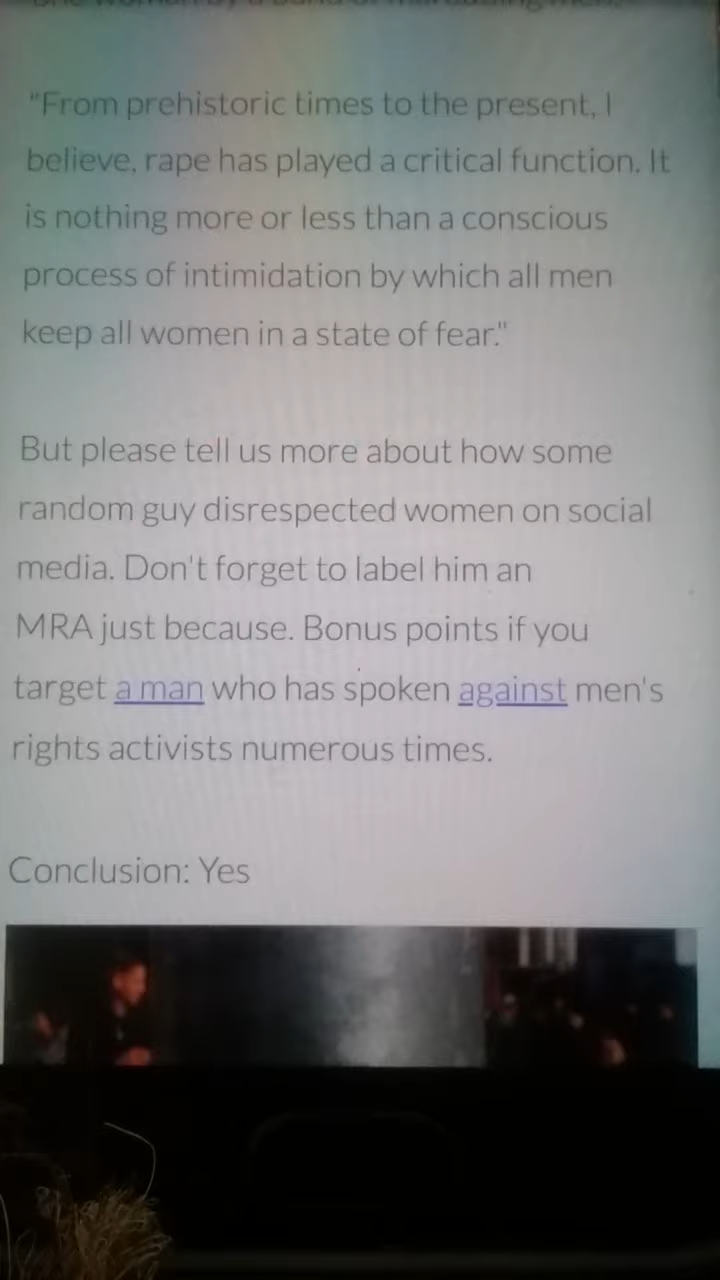 "From prehistoric times to the present, I
believe, rape has played a critical function. It
is nothing more or less than a conscious
process of intimidation by which all men
keep all women in a state of fear."
But please tell us more about how some
random guy disrespected women on social
media. Don't forget to label him an
MRA just because. Bonus points if you
target a man who has spoken against men's
rights activists numerous times.
Conclusion: Yes